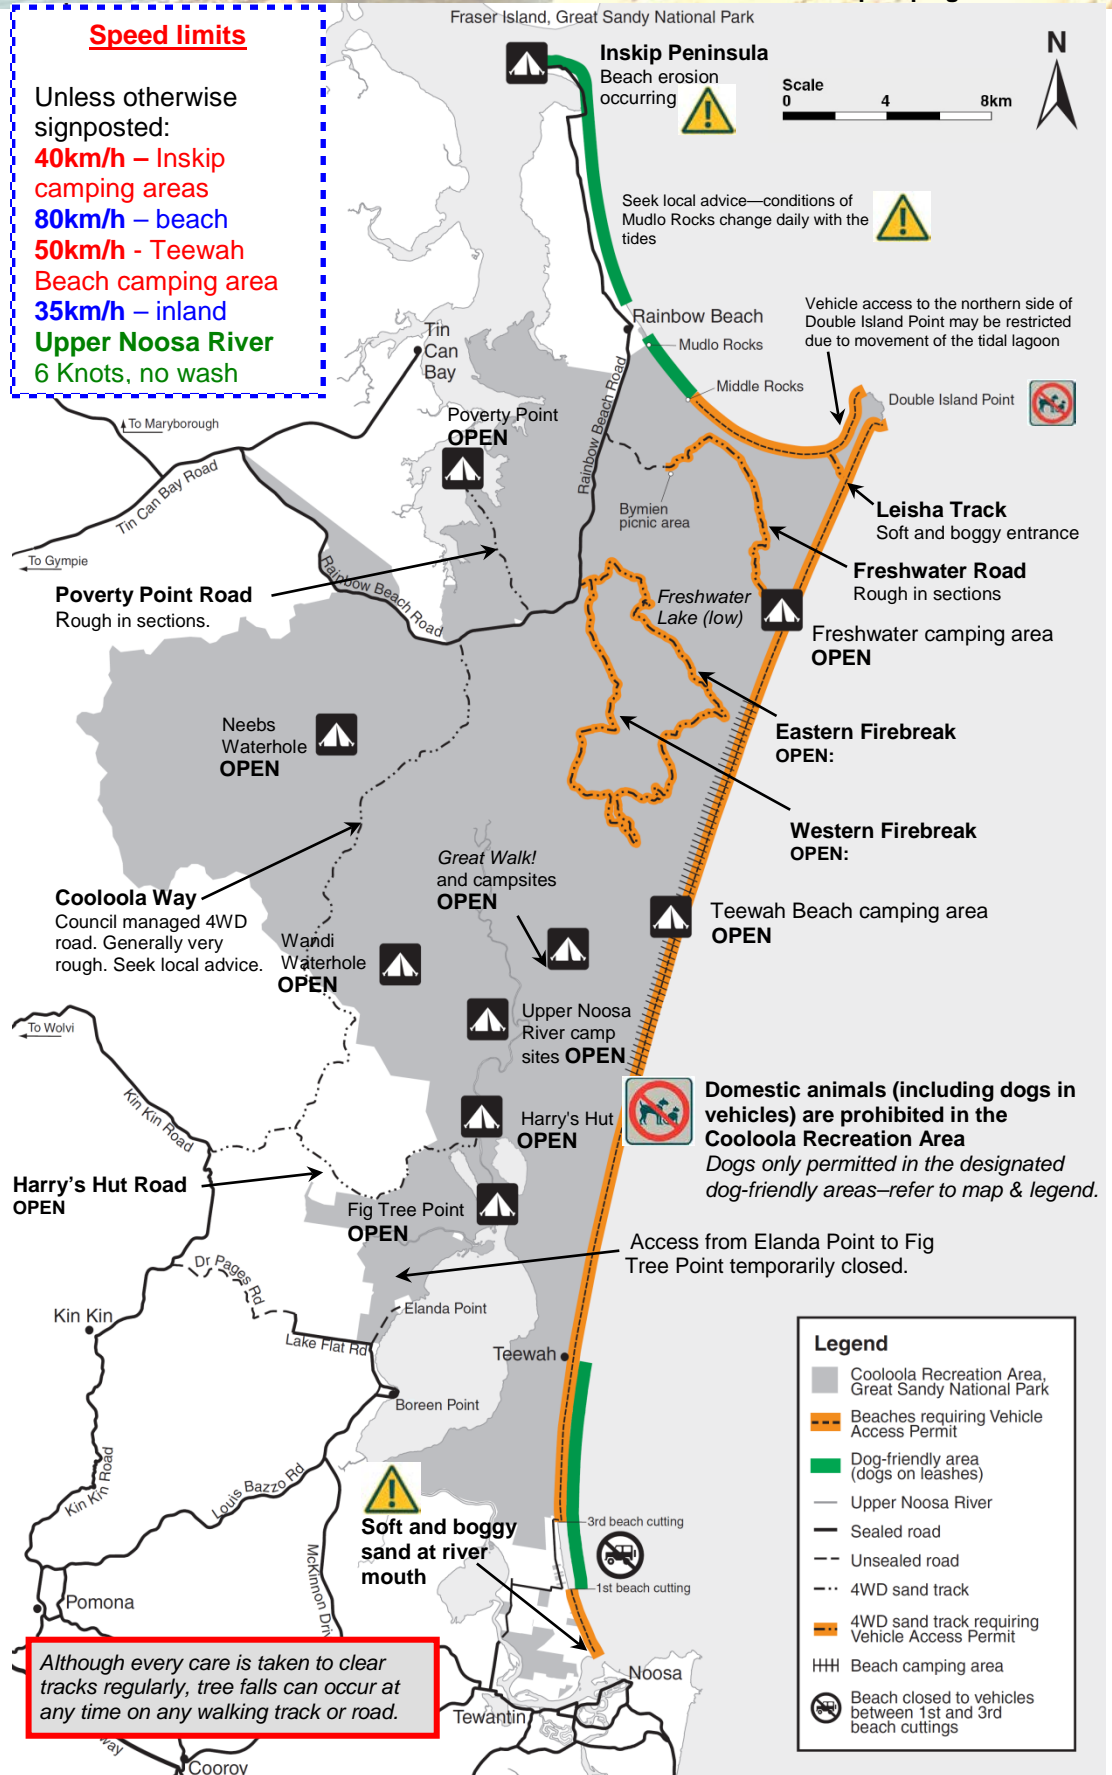 Fraser Island, Great Sandy National Park
Speed limits
Unless otherwise
signposted:
40km/h – Inskip
camping areas
80km/h – beach
50km/h - Teewah
Beach camping area
35km/h – inland
Upper Noosa River
6 Knots, no wash
Inskip Peninsula
Beach erosion
occurring
Scale
0 4 8km
N
Seek local advice—conditions of
Mudlo Rocks change daily with the
tides
Vehicle access to the northern side of
Double Island Point may be restricted
due to movement of the tidal lagoon
Rainbow Beach
Mudlo Rocks
Middle Rocks
Double Island Point
Tin
Can
Bay
To Maryborough
Tin Can Bay Road
To Gympie
Poverty Point
OPEN
Rainbow Beach Road
Bymien
picnic area
Leisha Track
Soft and boggy entrance
Freshwater Road
Rough in sections
Poverty Point Road
Rough in sections.
Rainbow Beach Road
Freshwater
Lake (low)
Freshwater camping area
OPEN
Neebs
Waterhole
OPEN
Eastern Firebreak
OPEN:
Western Firebreak
OPEN:
Great Walk!
and campsites
OPEN
Cooloola Way
Council managed 4WD
road. Generally very
rough. Seek local advice.
Wandi
Waterhole
OPEN
Teewah Beach camping area
OPEN
Upper Noosa
River camp
sites OPEN
To Wolvi
Kin Kin Road
Harry's Hut
OPEN
Domestic animals (including dogs in
vehicles) are prohibited in the
Cooloola Recreation Area
Dogs only permitted in the designated
dog-friendly areas–refer to map & legend.
Harry's Hut Road
OPEN
Fig Tree Point
OPEN
Access from Elanda Point to Fig
Tree Point temporarily closed.
Dr Pages Rd
Elanda Point
Kin Kin
Lake Flat Rd
Teewah
Boreen Point
Kin Kin Road
Louis Bazzo Rd
Soft and boggy
sand at river
mouth
3rd beach cutting
1st beach cutting
Pomona
Noosa
Tewantin
Cooroy
Although every care is taken to clear
tracks regularly, tree falls can occur at
any time on any walking track or road.
Legend
Cooloola Recreation Area,
Great Sandy National Park
Beaches requiring Vehicle
Access Permit
Dog-friendly area
(dogs on leashes)
Upper Noosa River
Sealed road
Unsealed road
4WD sand track
4WD sand track requiring
Vehicle Access Permit
Beach camping area
Beach closed to vehicles
between 1st and 3rd
beach cuttings